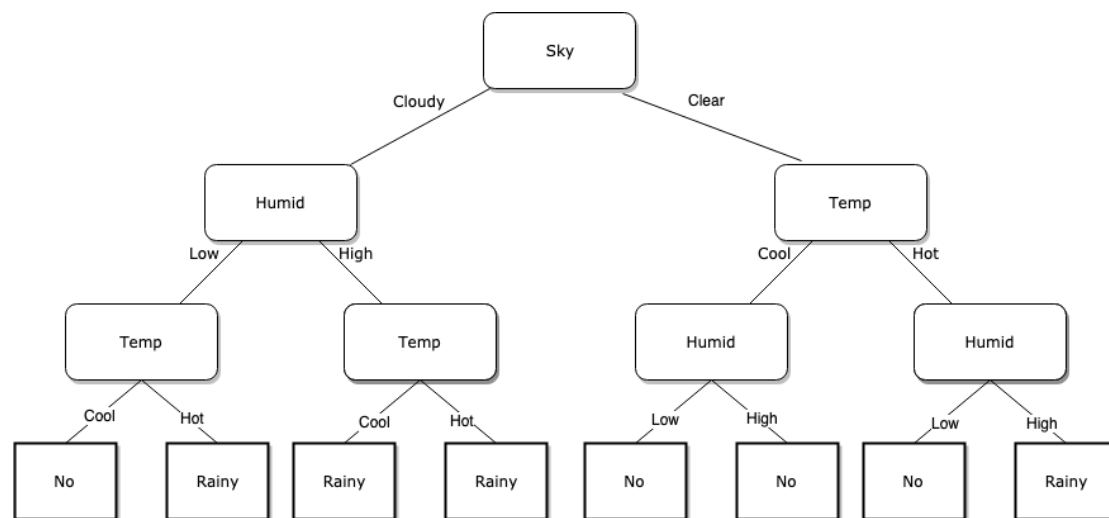 Sky
Cloudy
Clear
Humid
Temp
Low
High
Cool
Hot
Temp
Temp
Humid
Humid
Cool
Hot
Cool
Hot
Low
High
Low
High
No
Rainy
Rainy
Rainy
No
No
No
Rainy